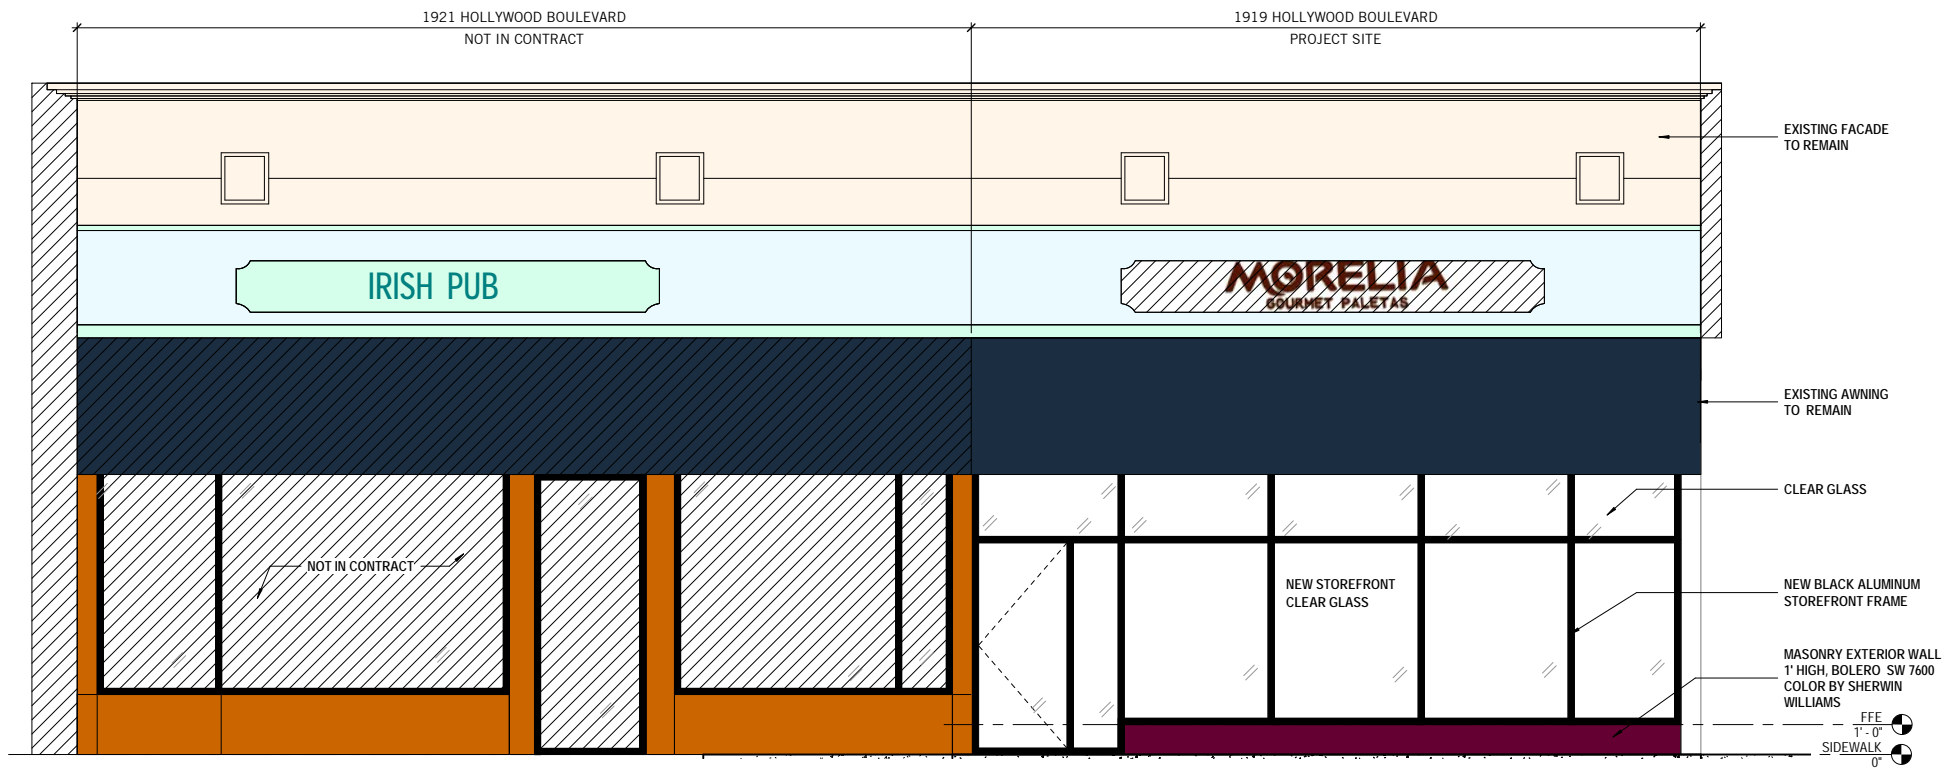 1921 HOLLYWOOD BOULEVARD
NOT IN CONTRACT
1919 HOLLYWOOD BOULEVARD
PROJECT SITE
EXISTING FACADE
TO REMAIN
IRISH PUB
MORELIA
GOURMET PALETAS
EXISTING AWNING
TO REMAIN
CLEAR GLASS
NOT IN CONTRACT
NEW STOREFRONT
CLEAR GLASS
NEW BLACK ALUMINUM
STOREFRONT FRAME
MASONRY EXTERIOR WALL
1' HIGH, BOLERO SW 7600
COLOR BY SHERWIN
WILLIAMS
FFE
1' - 0"
SIDEWALK
0"